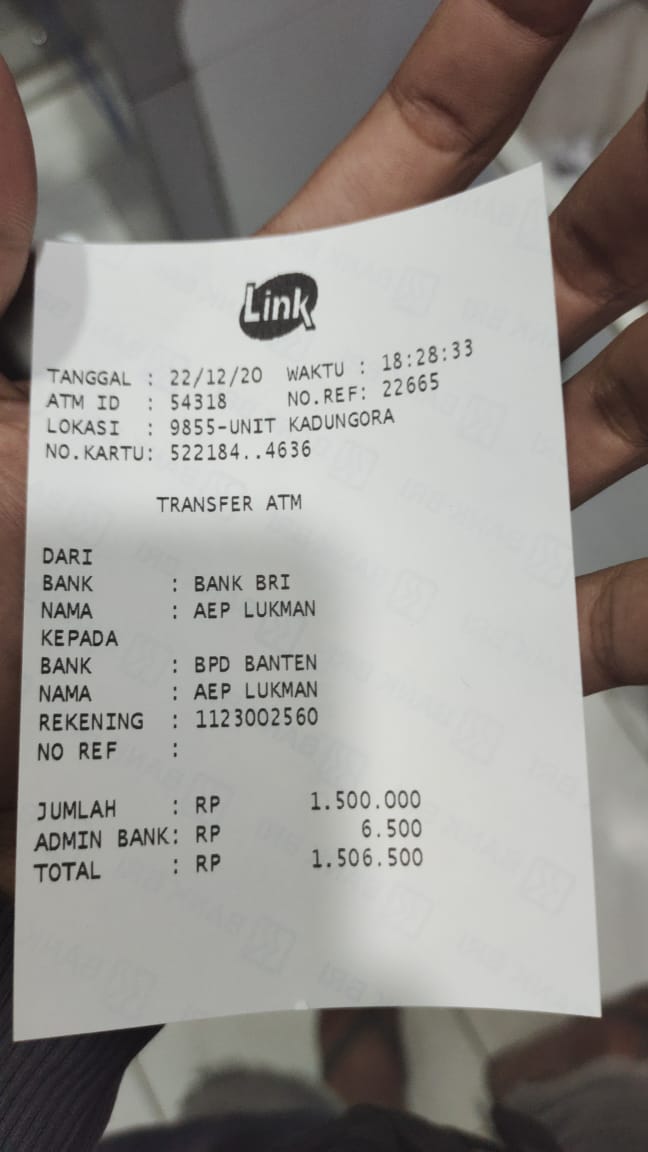 Link
TANGGAL : 22/12/20 WAKTU : 18:28:33
ATM ID : 54318 NO.REF: 22665
LOKASI : 9855-UNIT KADUNGORA
NO.KARTU: 522184..4636
TRANSFER ATM
DARI
BANK : BANK BRI
NAMA : AEP LUKMAN
KEPADA
BANK : BPD BANTEN
NAMA : AEP LUKMAN
REKENING : 1123002560
NO REF :
JUMLAH : RP 1.500.000
ADMIN BANK: RP 6.500
TOTAL : RP 1.506.500